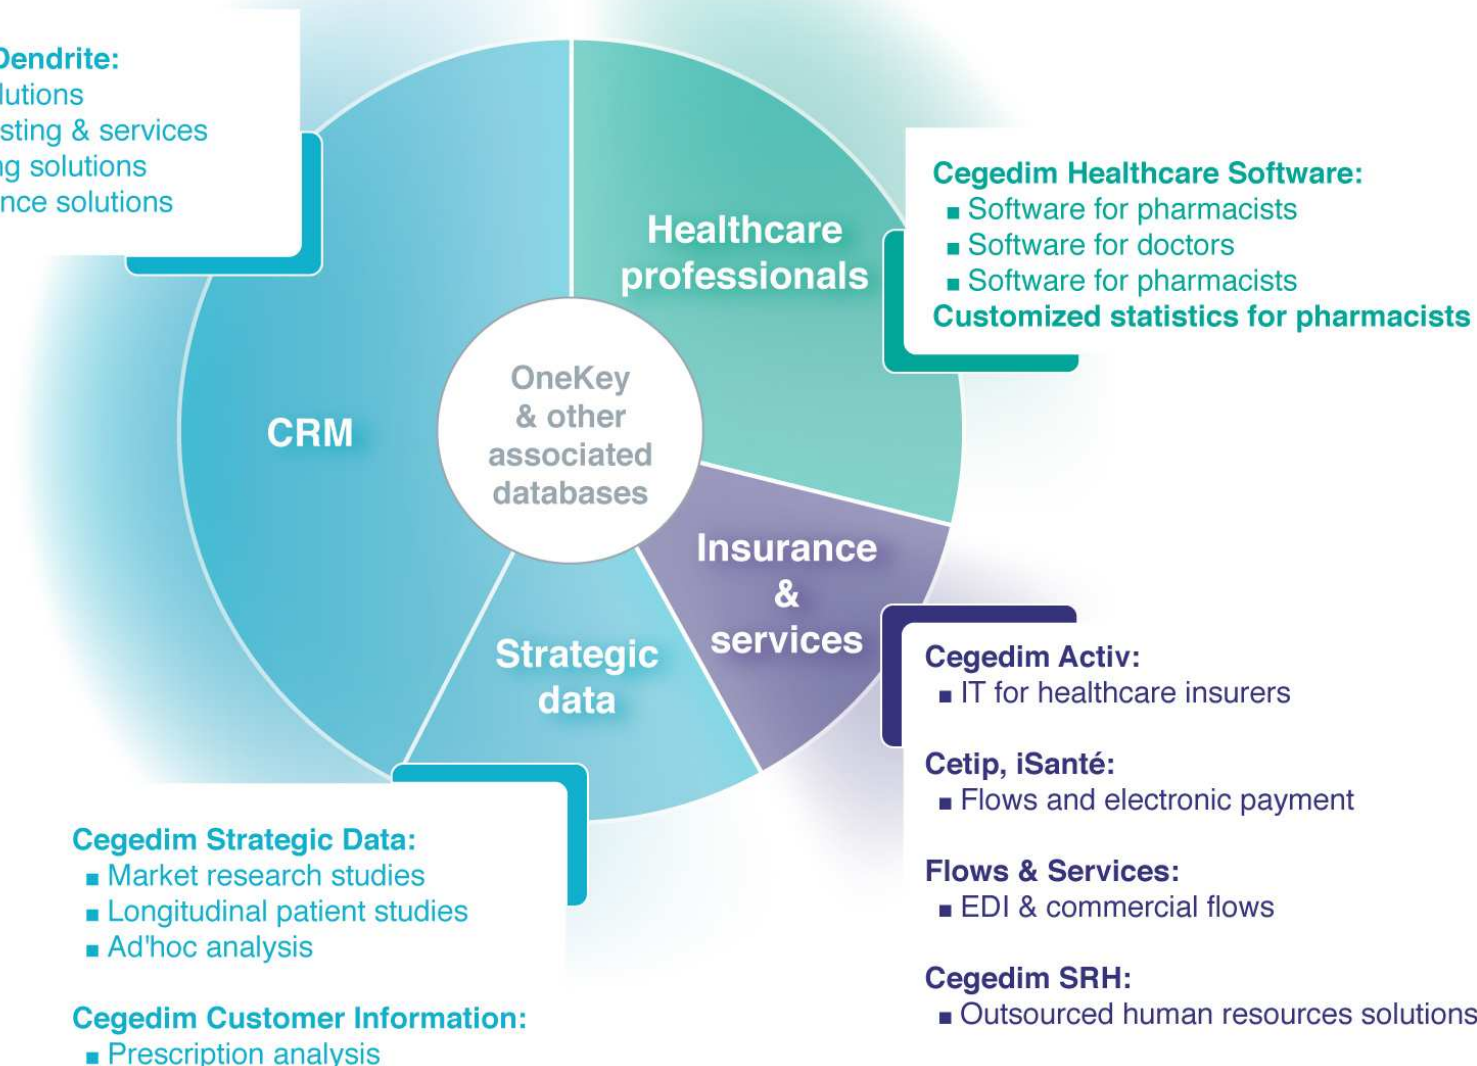 Dendrite:
lutions
sting & services
ng solutions
nce solutions
Healthcare
professionals
Cegedim Healthcare Software:
▪ Software for pharmacists
▪ Software for doctors
▪ Software for pharmacists
Customized statistics for pharmacists
CRM
OneKey
& other
associated
databases
Insurance
&
services
Strategic
data
Cegedim Activ:
▪ IT for healthcare insurers
Cetip, iSanté:
▪ Flows and electronic payment
Flows & Services:
▪ EDI & commercial flows
Cegedim SRH:
▪ Outsourced human resources solutions
Cegedim Strategic Data:
▪ Market research studies
▪ Longitudinal patient studies
▪ Ad'hoc analysis
Cegedim Customer Information:
▪ Prescription analysis